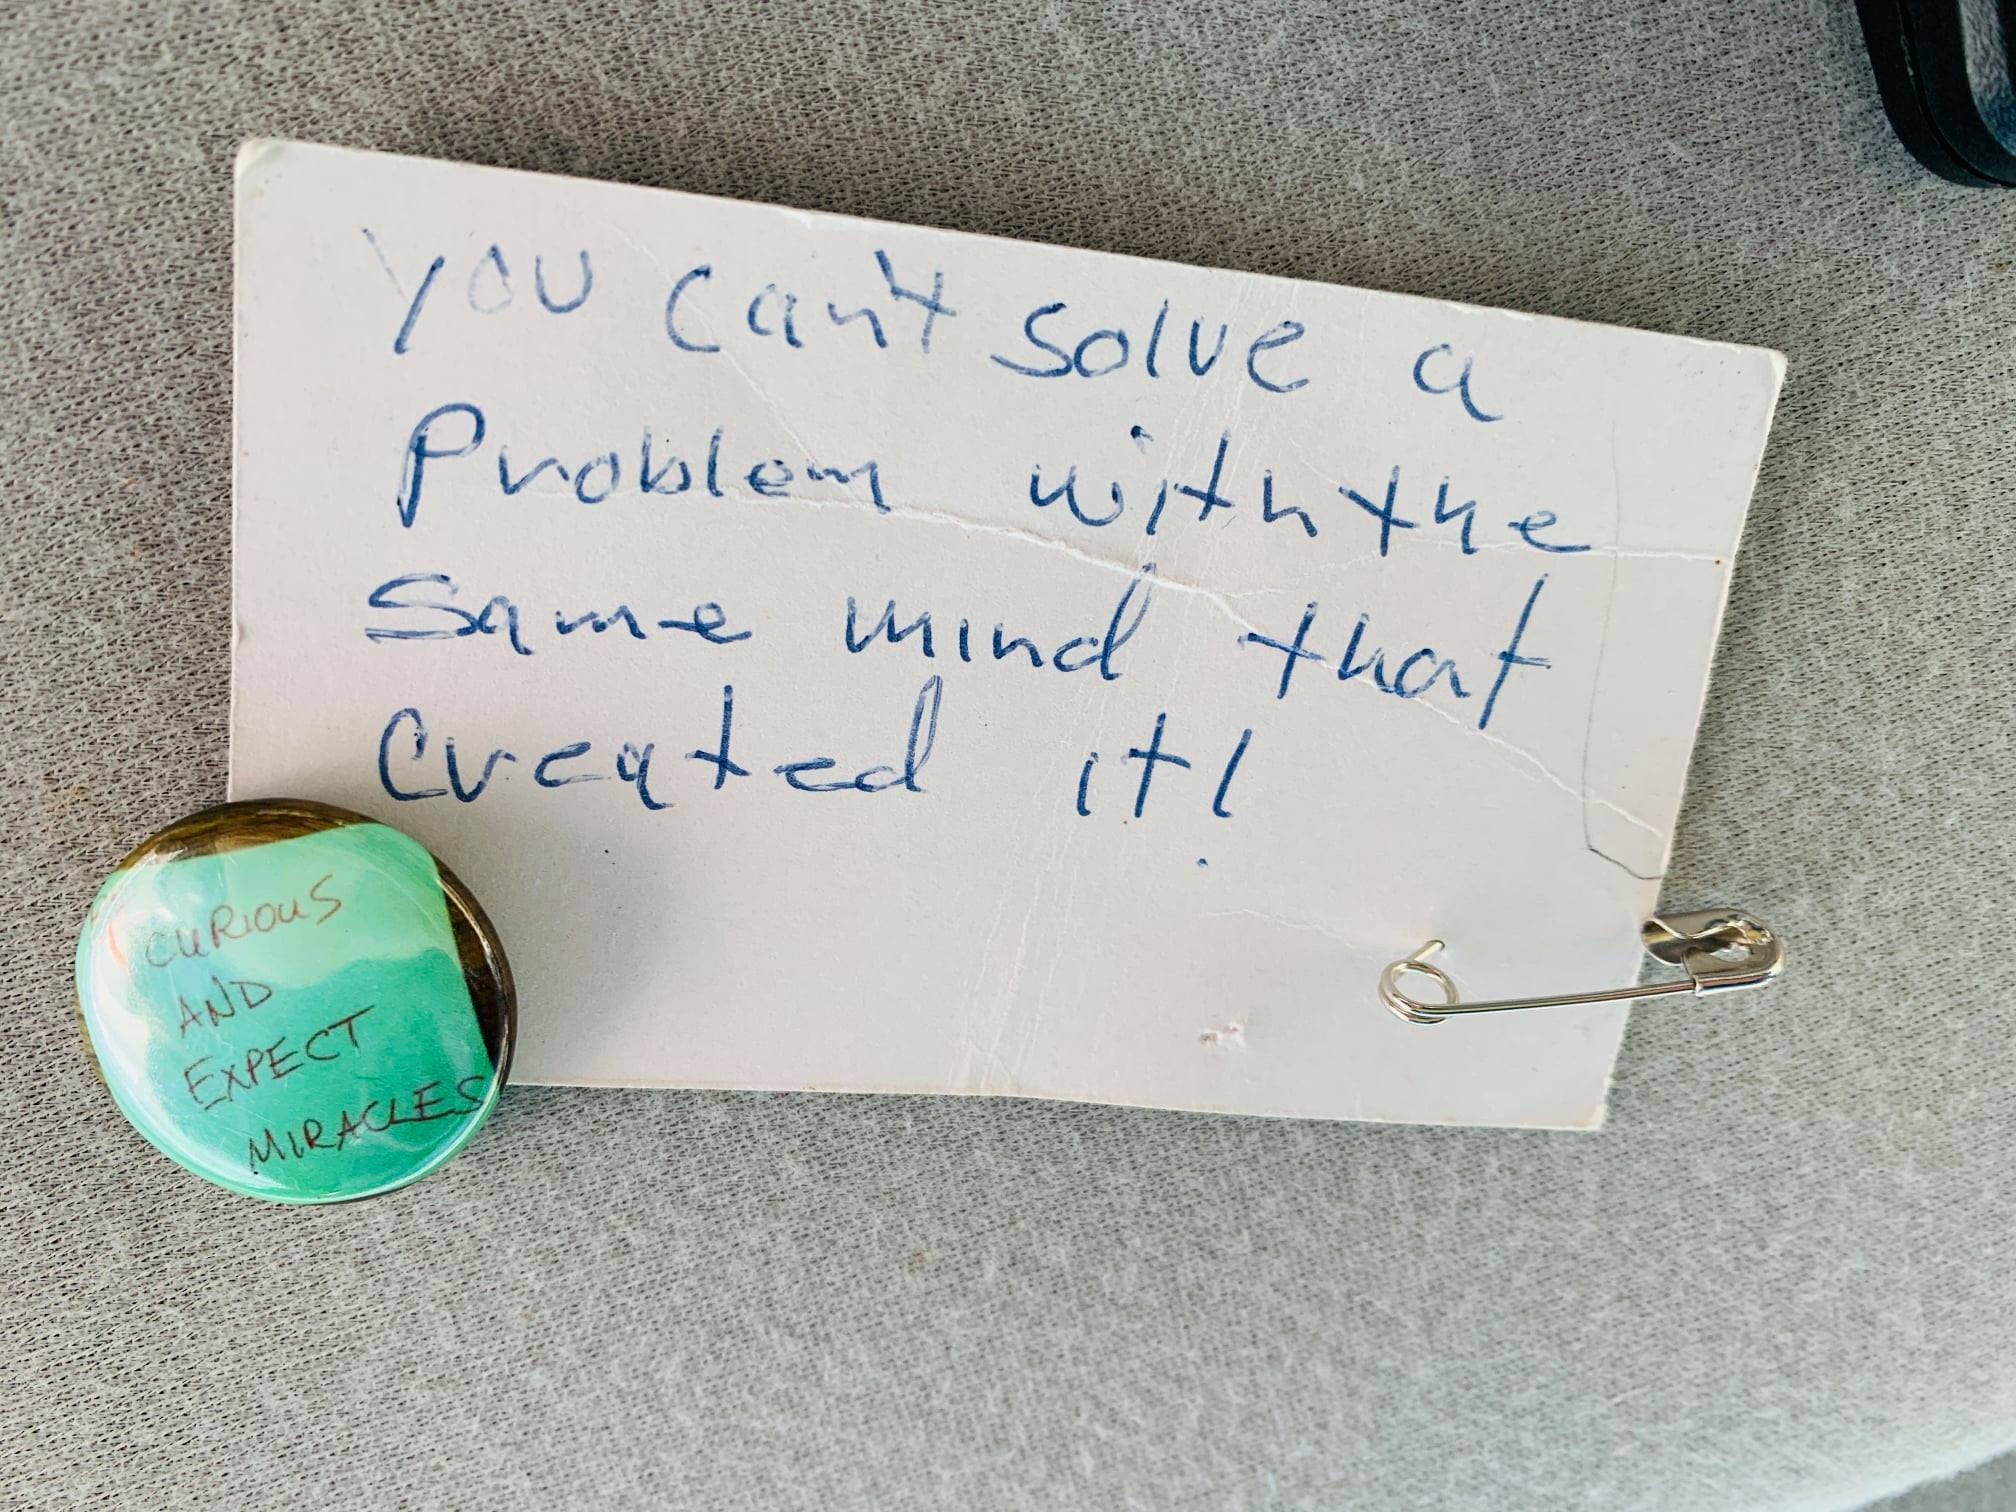 you can't solve a
Problem with the
same mind that
created it!
CURIOUS
AND
EXPECT
MIRACLES